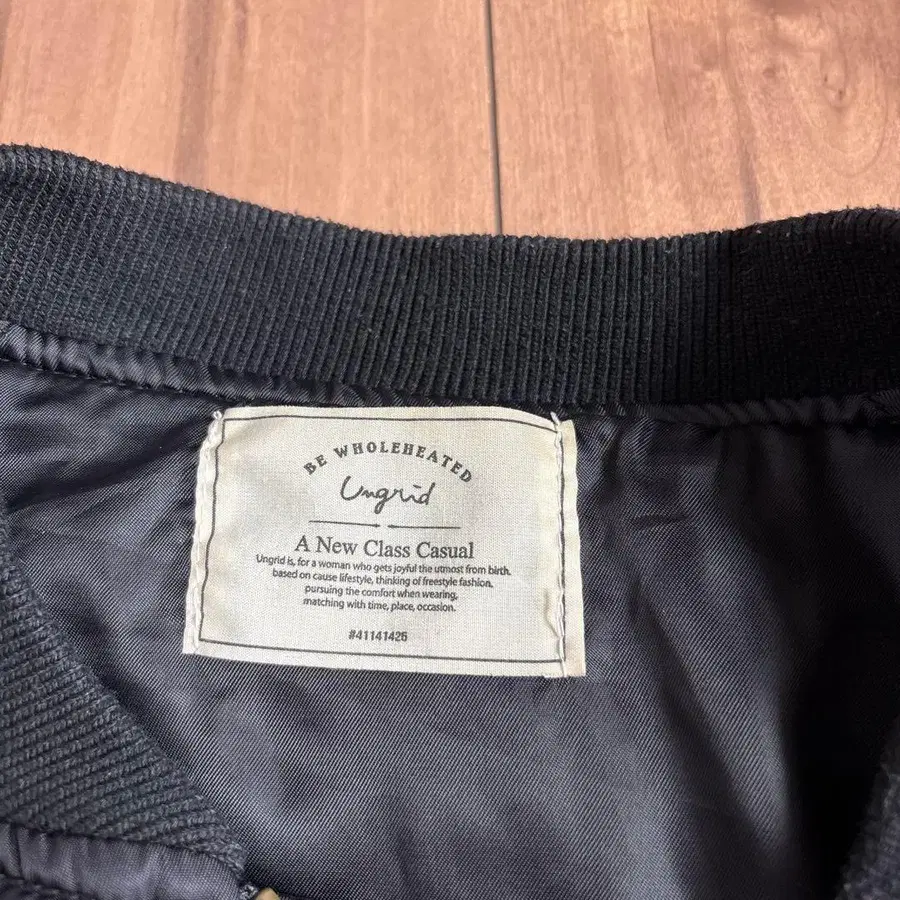 BE WHOLEHEATED
Ungrid
A New Class Casual
Ungrid is, for a woman who gets joyful the utmost from birth.
based on cause lifestyle, thinking of freestyle fashion,
pursuing the comfort when wearing,
matching with time, place, occasion.
#41141426